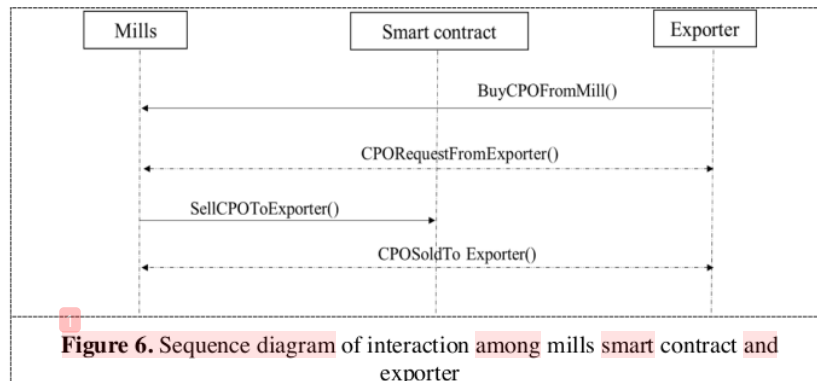 Mills Smart contract Exporter
BuyCPOFromMill()
CPORequestFromExporter()
SellCPOToExporter()
CPOSoldTo Exporter()
1
Figure 6. Sequence diagram of interaction among mills smart contract and
exporter